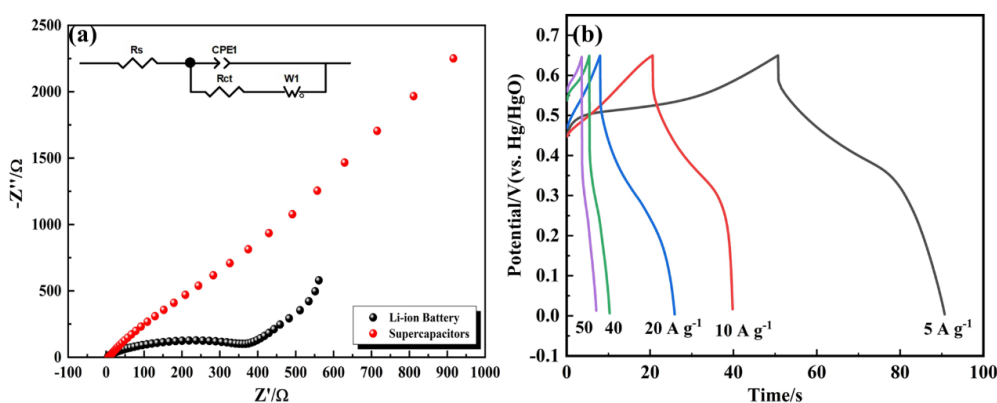 (a)
Rs
CPE1
Rct
W1
-Z''/Ω
2500
2000
1500
1000
500
0
-100 0 100 200 300 400 500 600 700 800 900 1000
Z'/Ω
Li-ion Battery
Supercapacitors
(b)
Potential/V(vs. Hg/HgO)
0.7
0.6
0.5
0.4
0.3
0.2
0.1
0.0
-0.1
50 40 20 A g⁻¹ 10 A g⁻¹ 5 A g⁻¹
0 20 40 60 80 100
Time/s